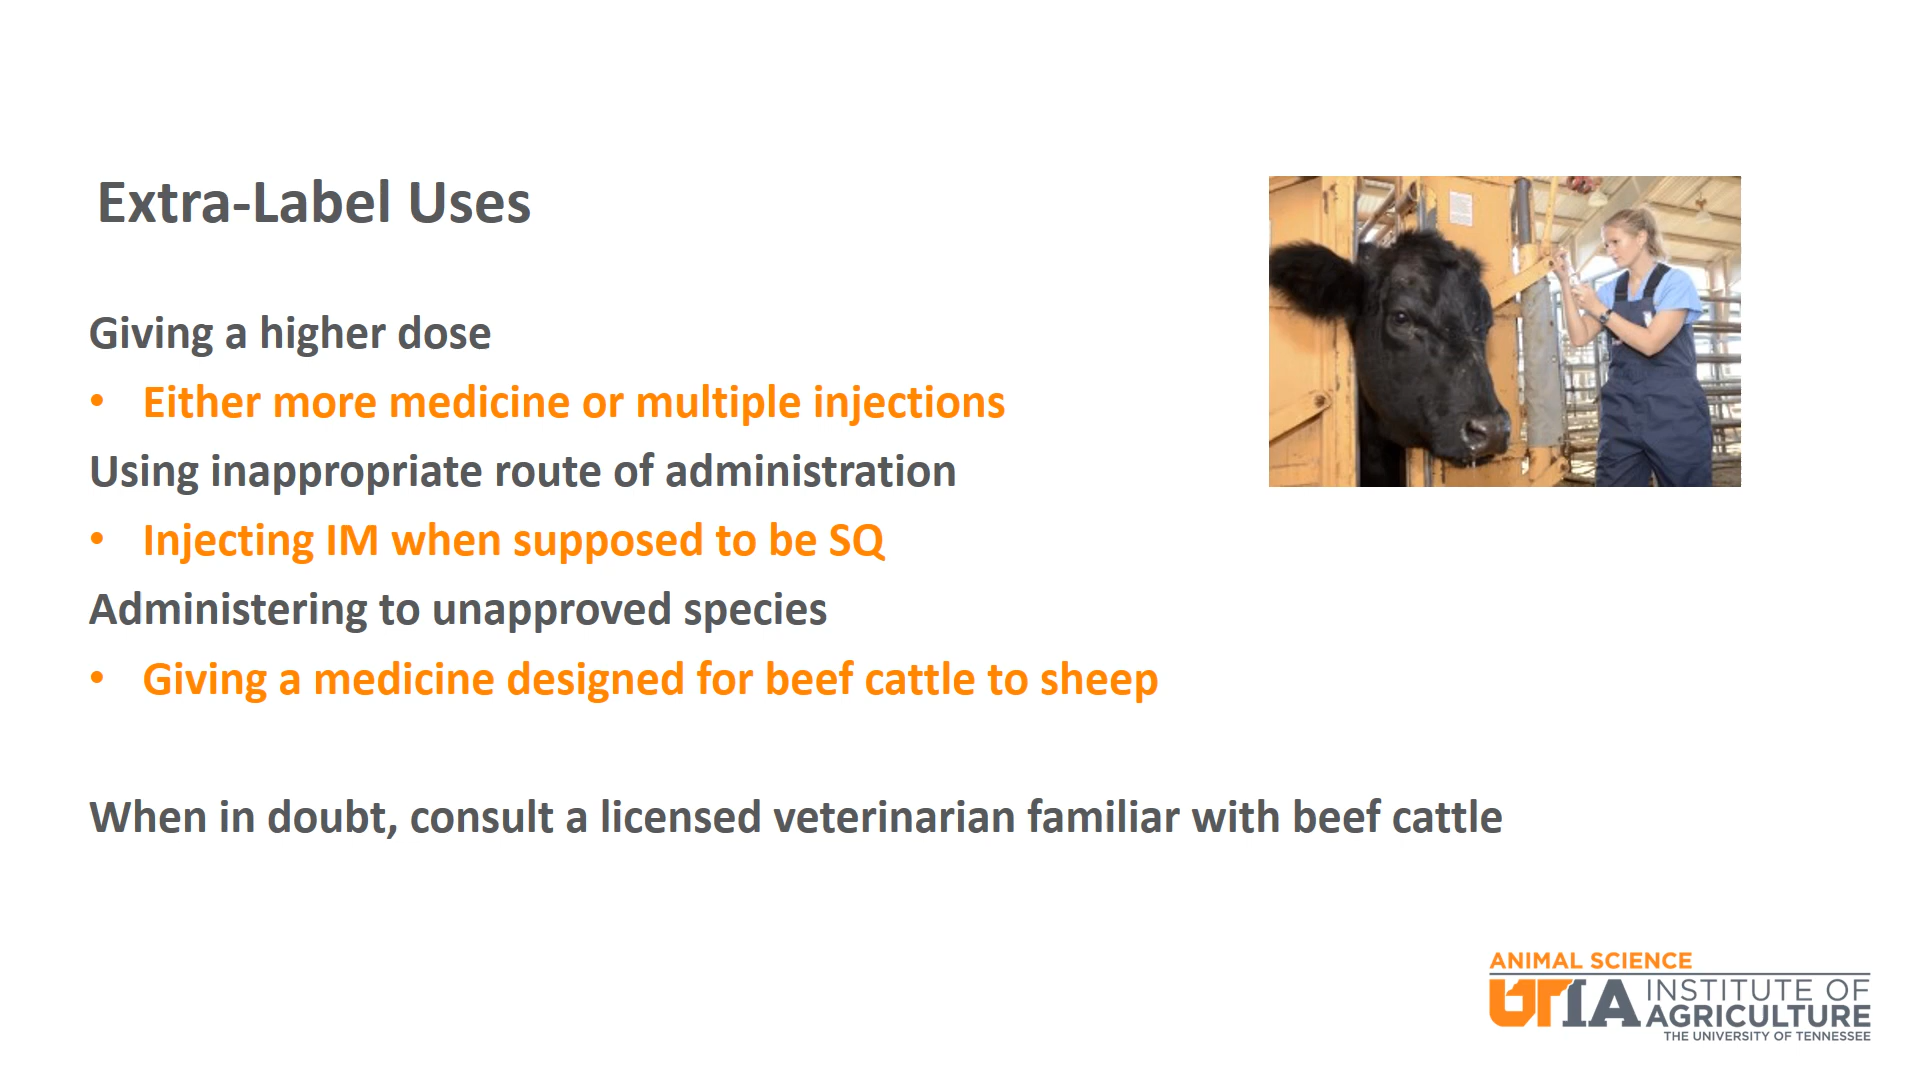 Extra-Label Uses
Giving a higher dose
• Either more medicine or multiple injections
Using inappropriate route of administration
• Injecting IM when supposed to be SQ
Administering to unapproved species
• Giving a medicine designed for beef cattle to sheep
When in doubt, consult a licensed veterinarian familiar with beef cattle
ANIMAL SCIENCE
UTIA INSTITUTE OF
AGRICULTURE
THE UNIVERSITY OF TENNESSEE